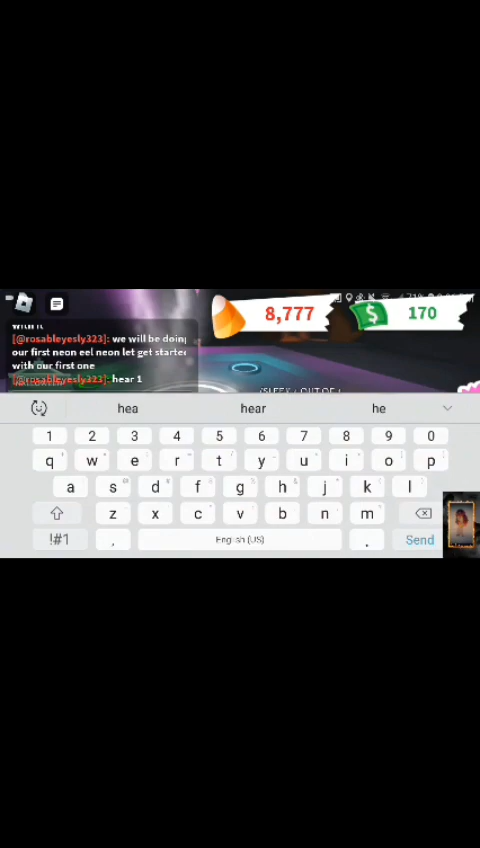 8,777
170
[@rosableyesly323]: we will be doing
our first neon eel neon let get started
with our first one
[@rosableyesly323]: hear 1
hea hear he
1 2 3 4 5 6 7 8 9 0
q w e r t y u i o p
a s d f g h j k l
z x c v b n m
!#1 , English (US) . Send